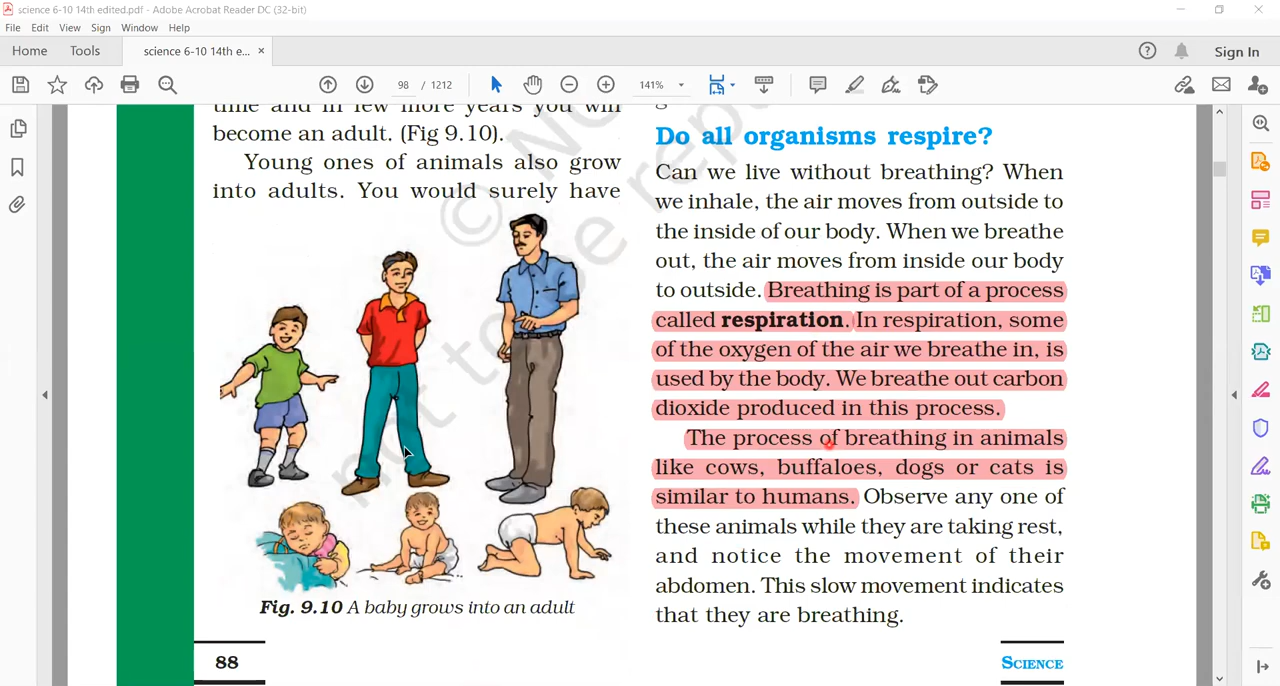 science 6-10 14th edited.pdf - Adobe Acrobat Reader DC (32-bit)
File Edit View Sign Window Help
Home Tools science 6-10 14th e... × Sign In
98 / 1212 141%
time and in few more years you will
become an adult. (Fig 9.10).
Young ones of animals also grow
into adults. You would surely have
Fig. 9.10 A baby grows into an adult
88
Do all organisms respire?
Can we live without breathing? When
we inhale, the air moves from outside to
the inside of our body. When we breathe
out, the air moves from inside our body
to outside. Breathing is part of a process
called respiration. In respiration, some
of the oxygen of the air we breathe in, is
used by the body. We breathe out carbon
dioxide produced in this process.
The process of breathing in animals
like cows, buffaloes, dogs or cats is
similar to humans. Observe any one of
these animals while they are taking rest,
and notice the movement of their
abdomen. This slow movement indicates
that they are breathing.
SCIENCE